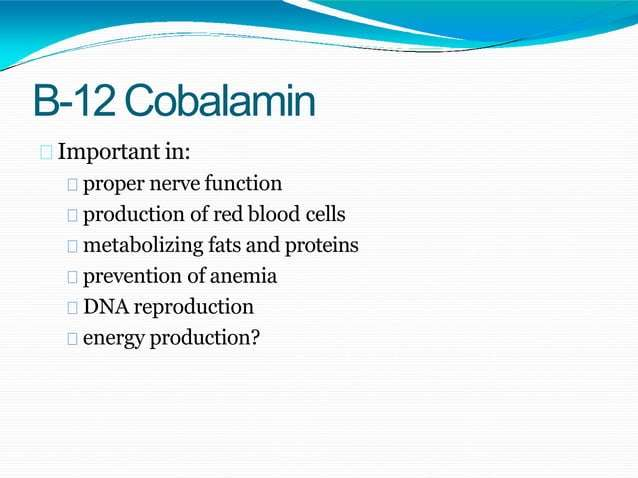 B-12 Cobalamin
Important in:
proper nerve function
production of red blood cells
metabolizing fats and proteins
prevention of anemia
DNA reproduction
energy production?